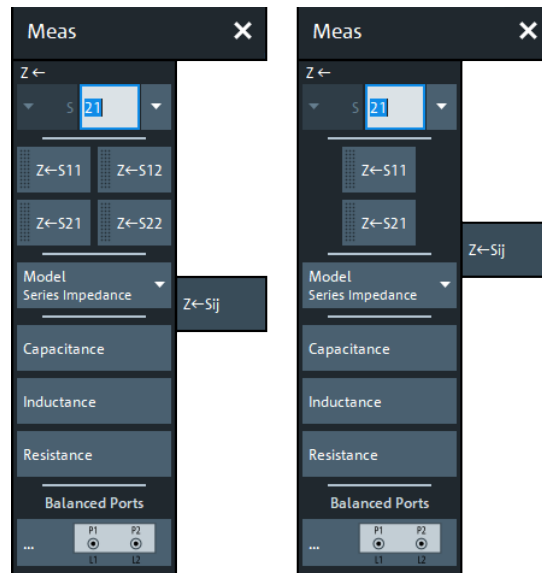 Meas
Z←
S 21
Z←S11 Z←S12
Z←S21 Z←S22
Model
Series Impedance
Z←Sij
Capacitance
Inductance
Resistance
Balanced Ports
... P1 P2
L1 L2
Meas
Z←
S 21
Z←S11
Z←S21
Z←Sij
Model
Series Impedance
Capacitance
Inductance
Resistance
Balanced Ports
... P1 P2
L1 L2